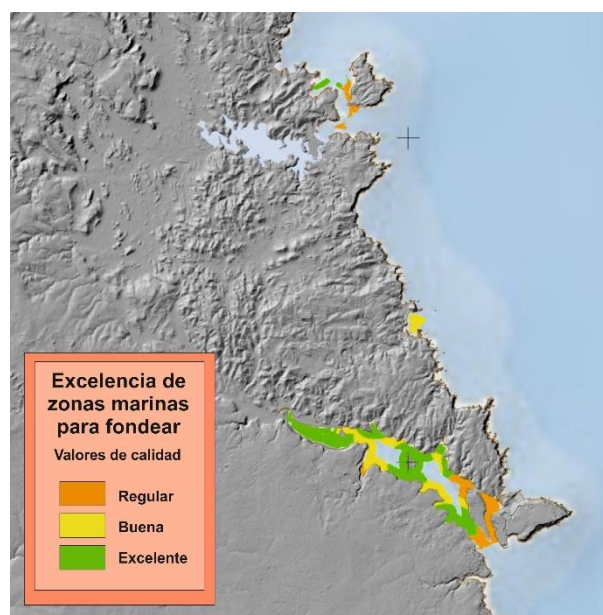 Excelencia de
zonas marinas
para fondear
Valores de calidad
Regular
Buena
Excelente